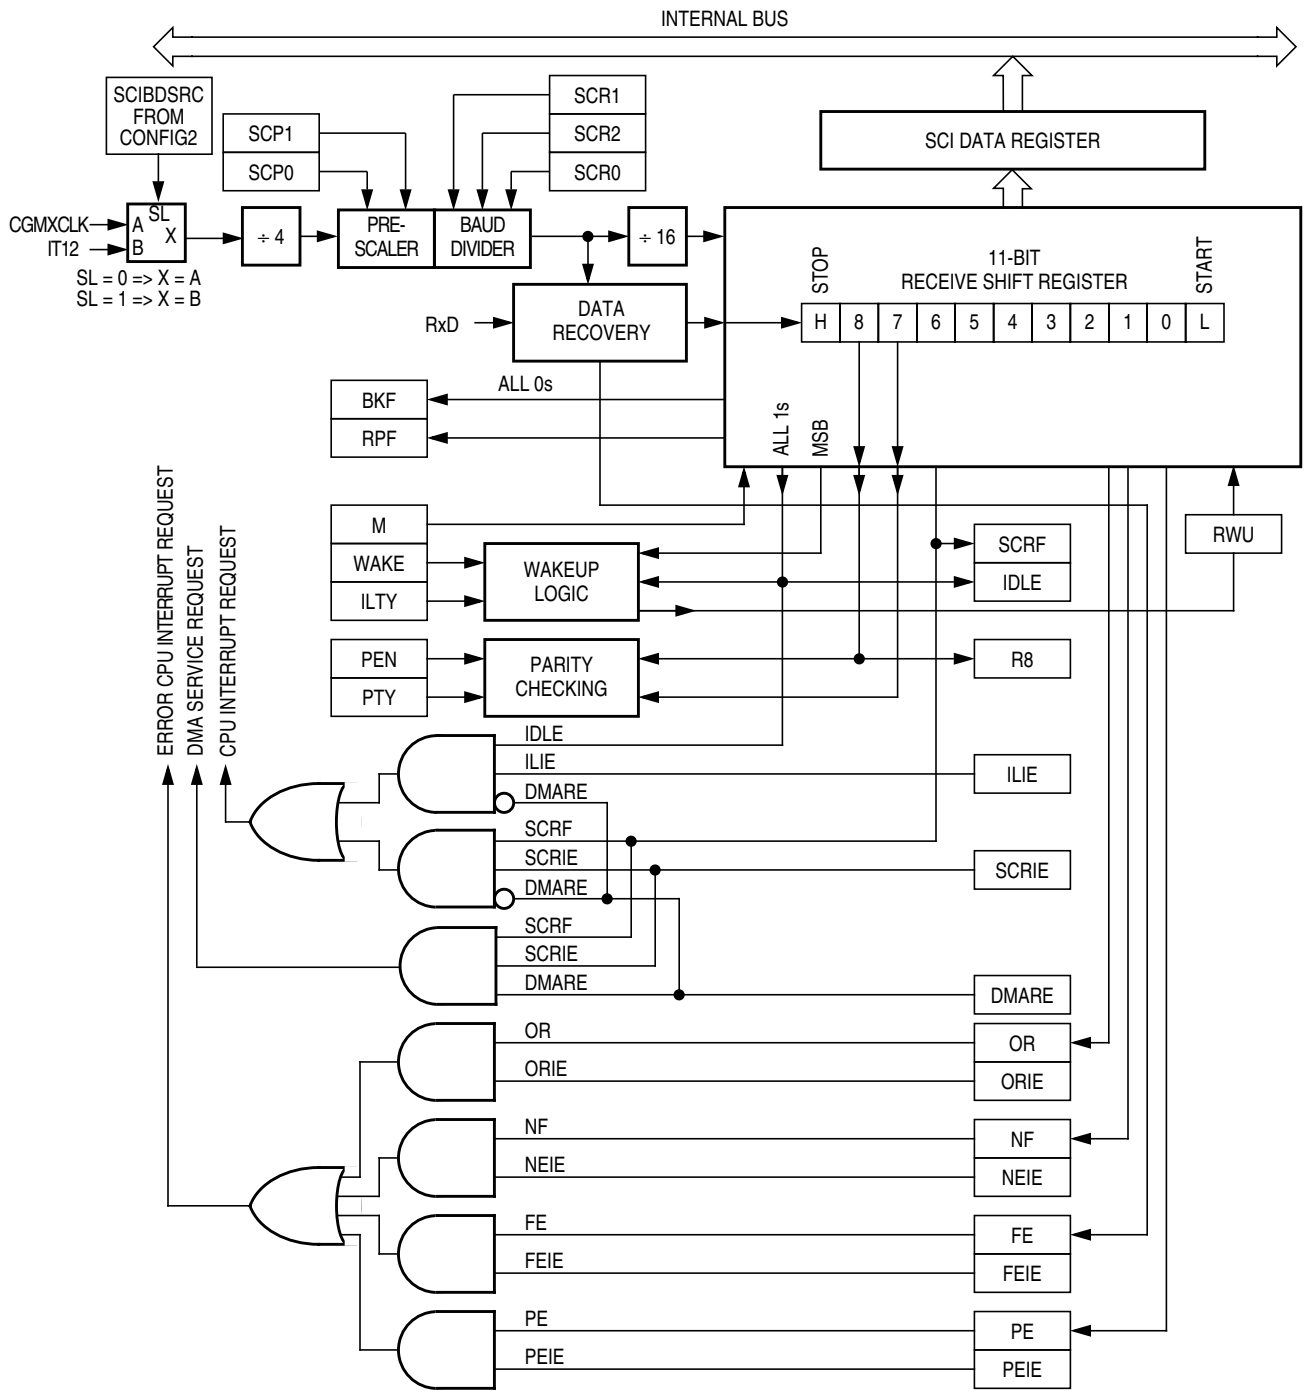 INTERNAL BUS
SCIBDSRC
FROM
CONFIG2
SCP1
SCP0
SCR1
SCR2
SCR0
SCI DATA REGISTER
CGMXCLK
IT12
SL
A
X
B
SL = 0 => X = A
SL = 1 => X = B
÷ 4
PRE-
SCALER
BAUD
DIVIDER
÷ 16
11-BIT
RECEIVE SHIFT REGISTER
STOP
START
H 8 7 6 5 4 3 2 1 0 L
RxD
DATA
RECOVERY
ALL 0s
BKF
RPF
ALL 1s
MSB
M
WAKE
ILTY
WAKEUP
LOGIC
SCRF
IDLE
RWU
PEN
PTY
PARITY
CHECKING
R8
ERROR CPU INTERRUPT REQUEST
DMA SERVICE REQUEST
CPU INTERRUPT REQUEST
IDLE
ILIE
DMARE
ILIE
SCRF
SCRIE
DMARE
SCRIE
SCRF
SCRIE
DMARE
DMARE
OR
ORIE
OR
ORIE
NF
NEIE
NF
NEIE
FE
FEIE
FE
FEIE
PE
PEIE
PE
PEIE